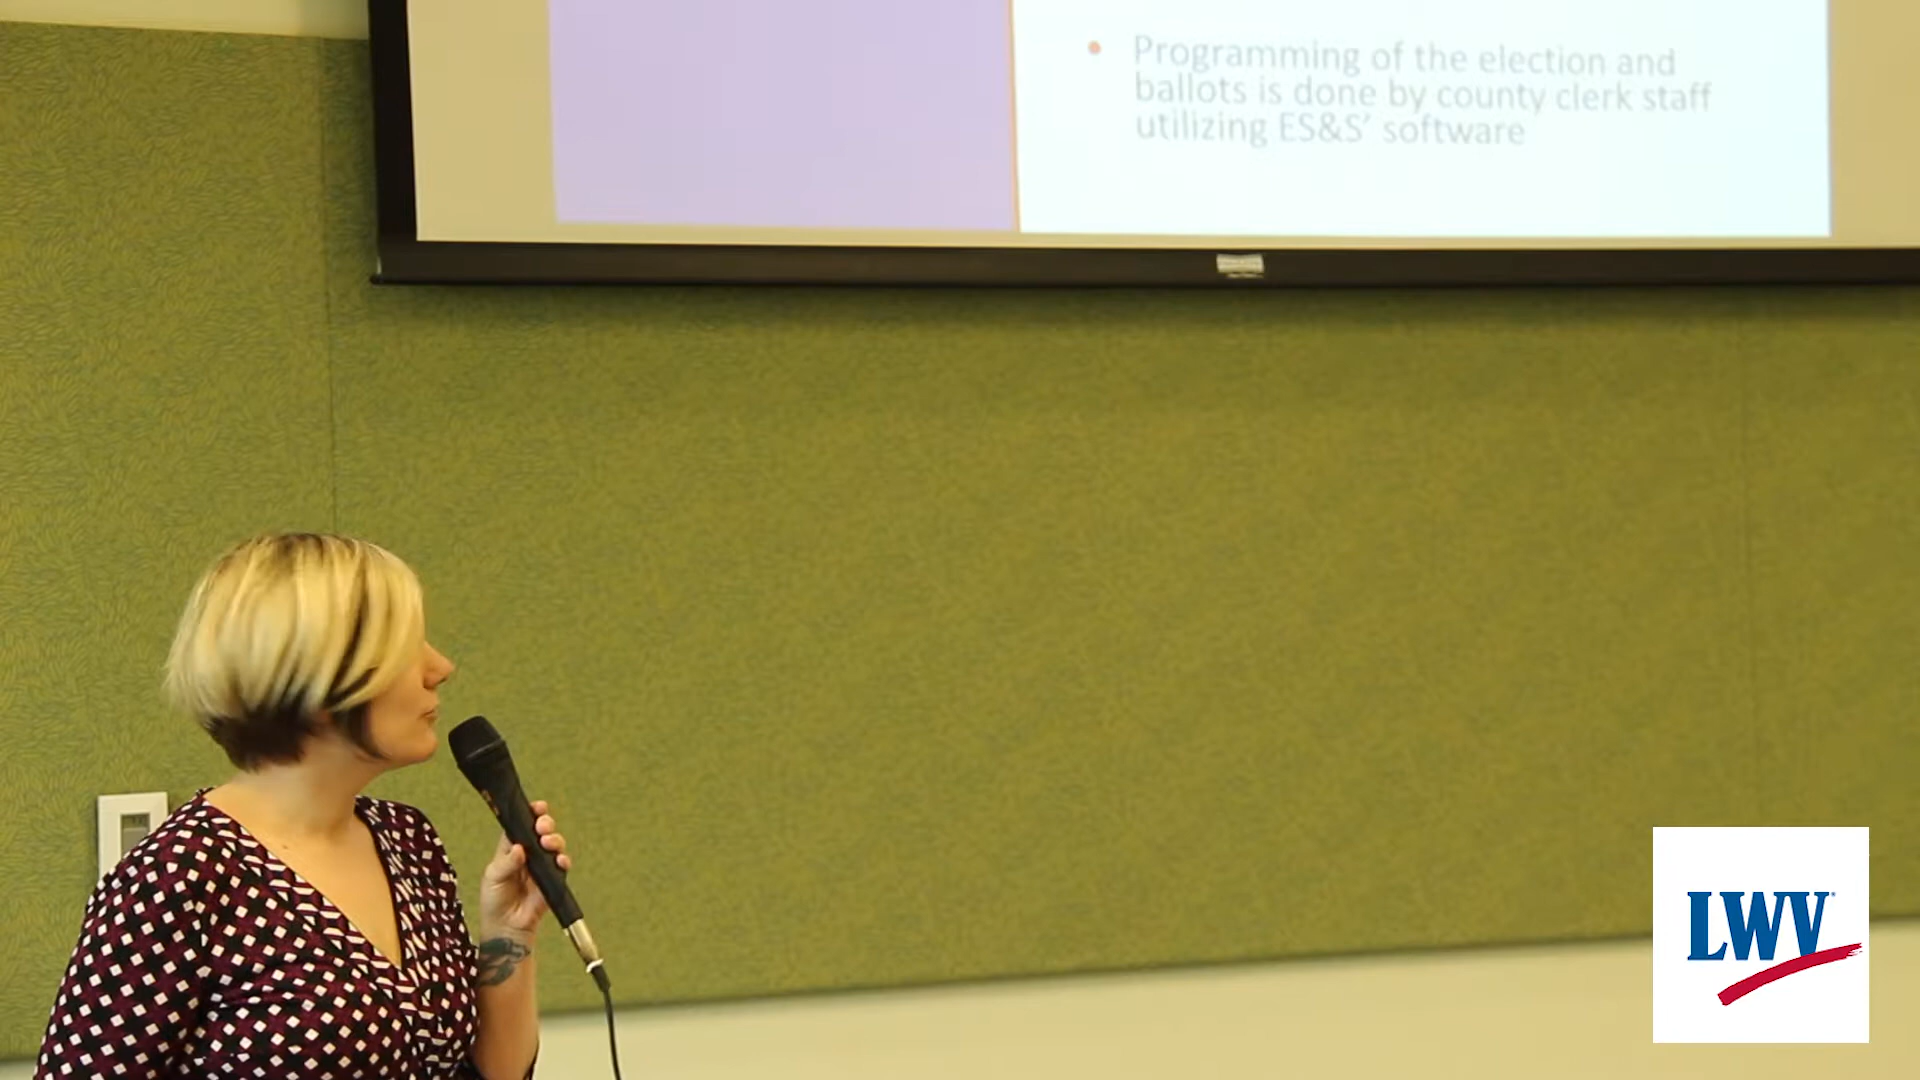 Programming of the election and
ballots is done by county clerk staff
utilizing ES&S' software
LWV